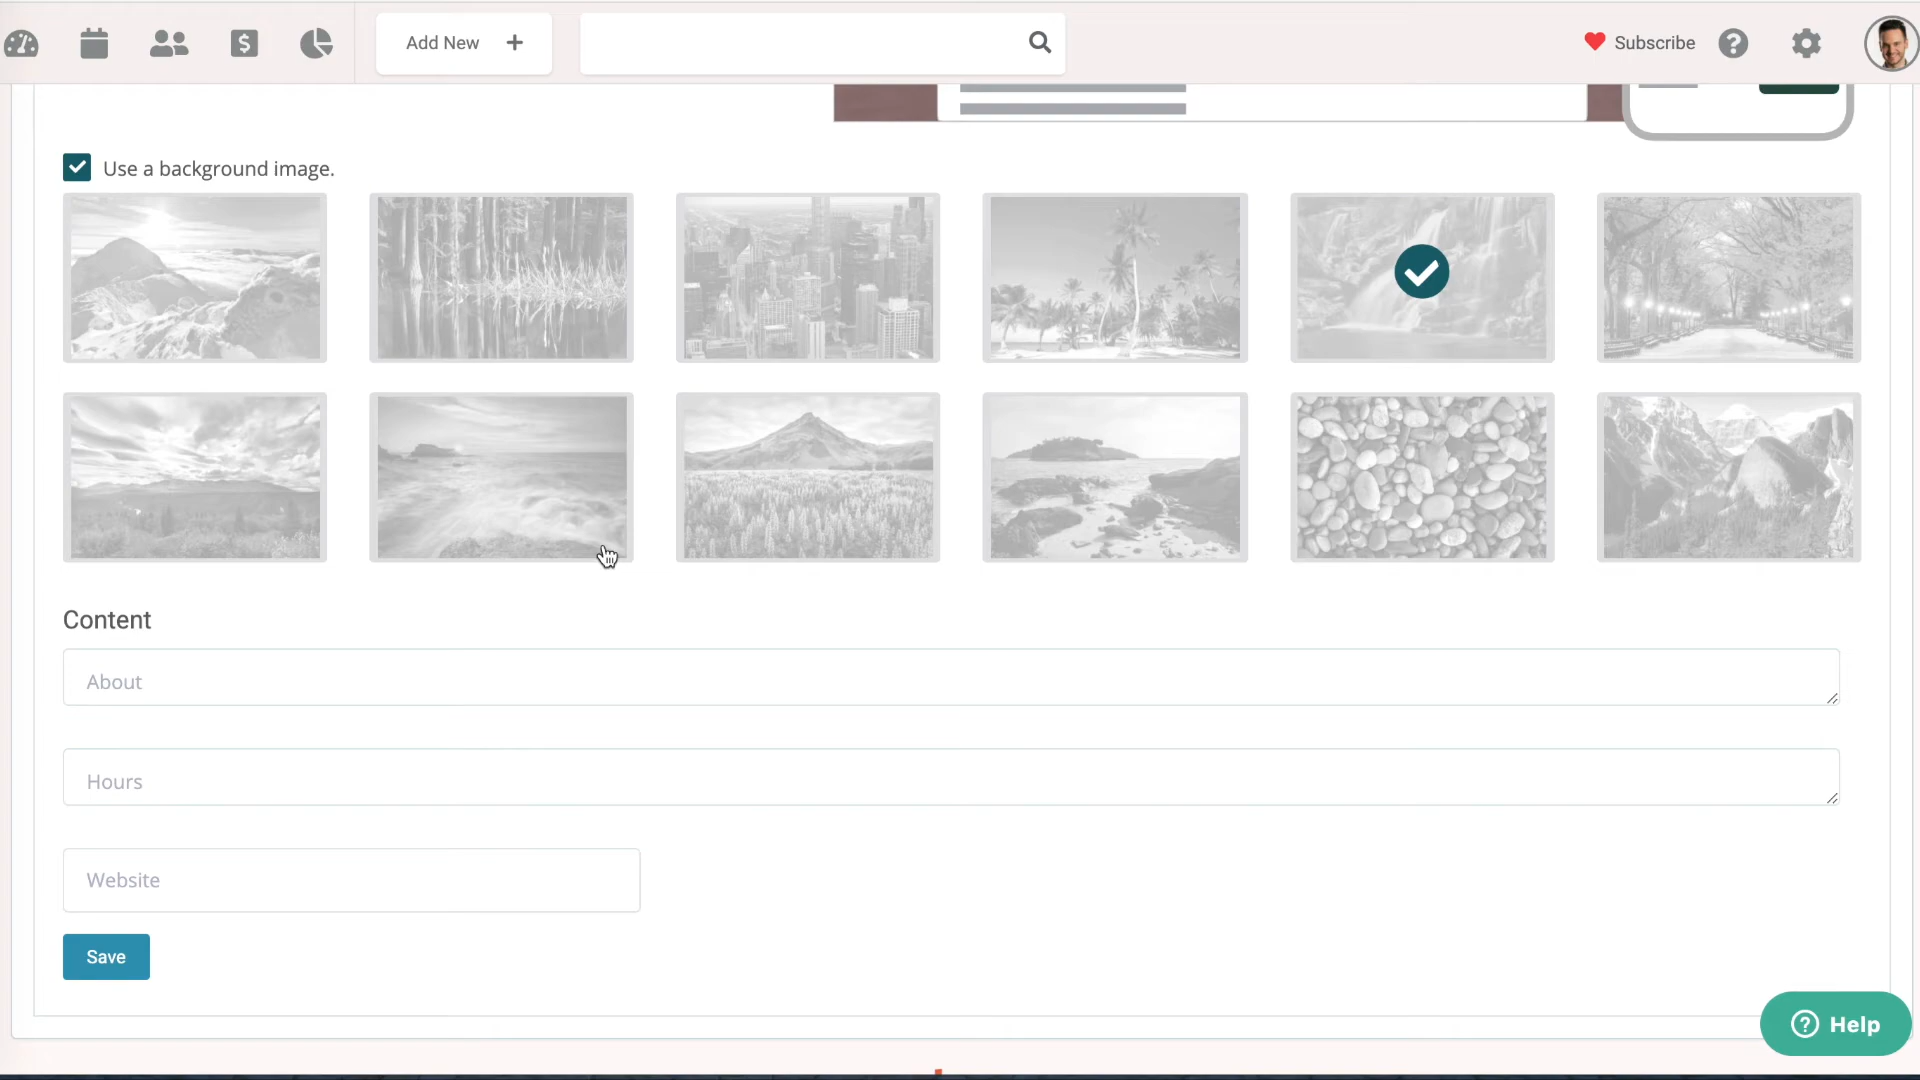 Add New +
Subscribe
Use a background image.
Content
About
Hours
Website
Save
Help